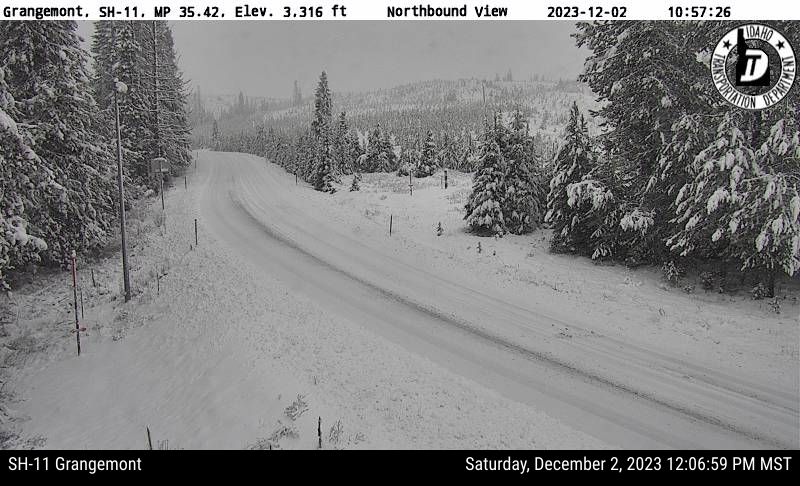 Grangemont, SH-11, MP 35.42, Elev. 3,316 ft Northbound View 2023-12-02 10:57:26
IDAHO
TRANSPORTATION DEPARTMENT
SH-11 Grangemont Saturday, December 2, 2023 12:06:59 PM MST